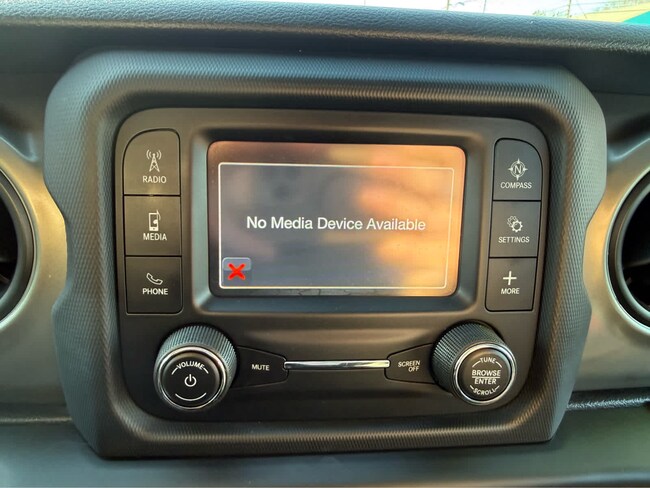 RADIO
MEDIA
PHONE
No Media Device Available
N
COMPASS
SETTINGS
MORE
VOLUME
MUTE
SCREEN
OFF
TUNE
BROWSE
ENTER
SCROLL